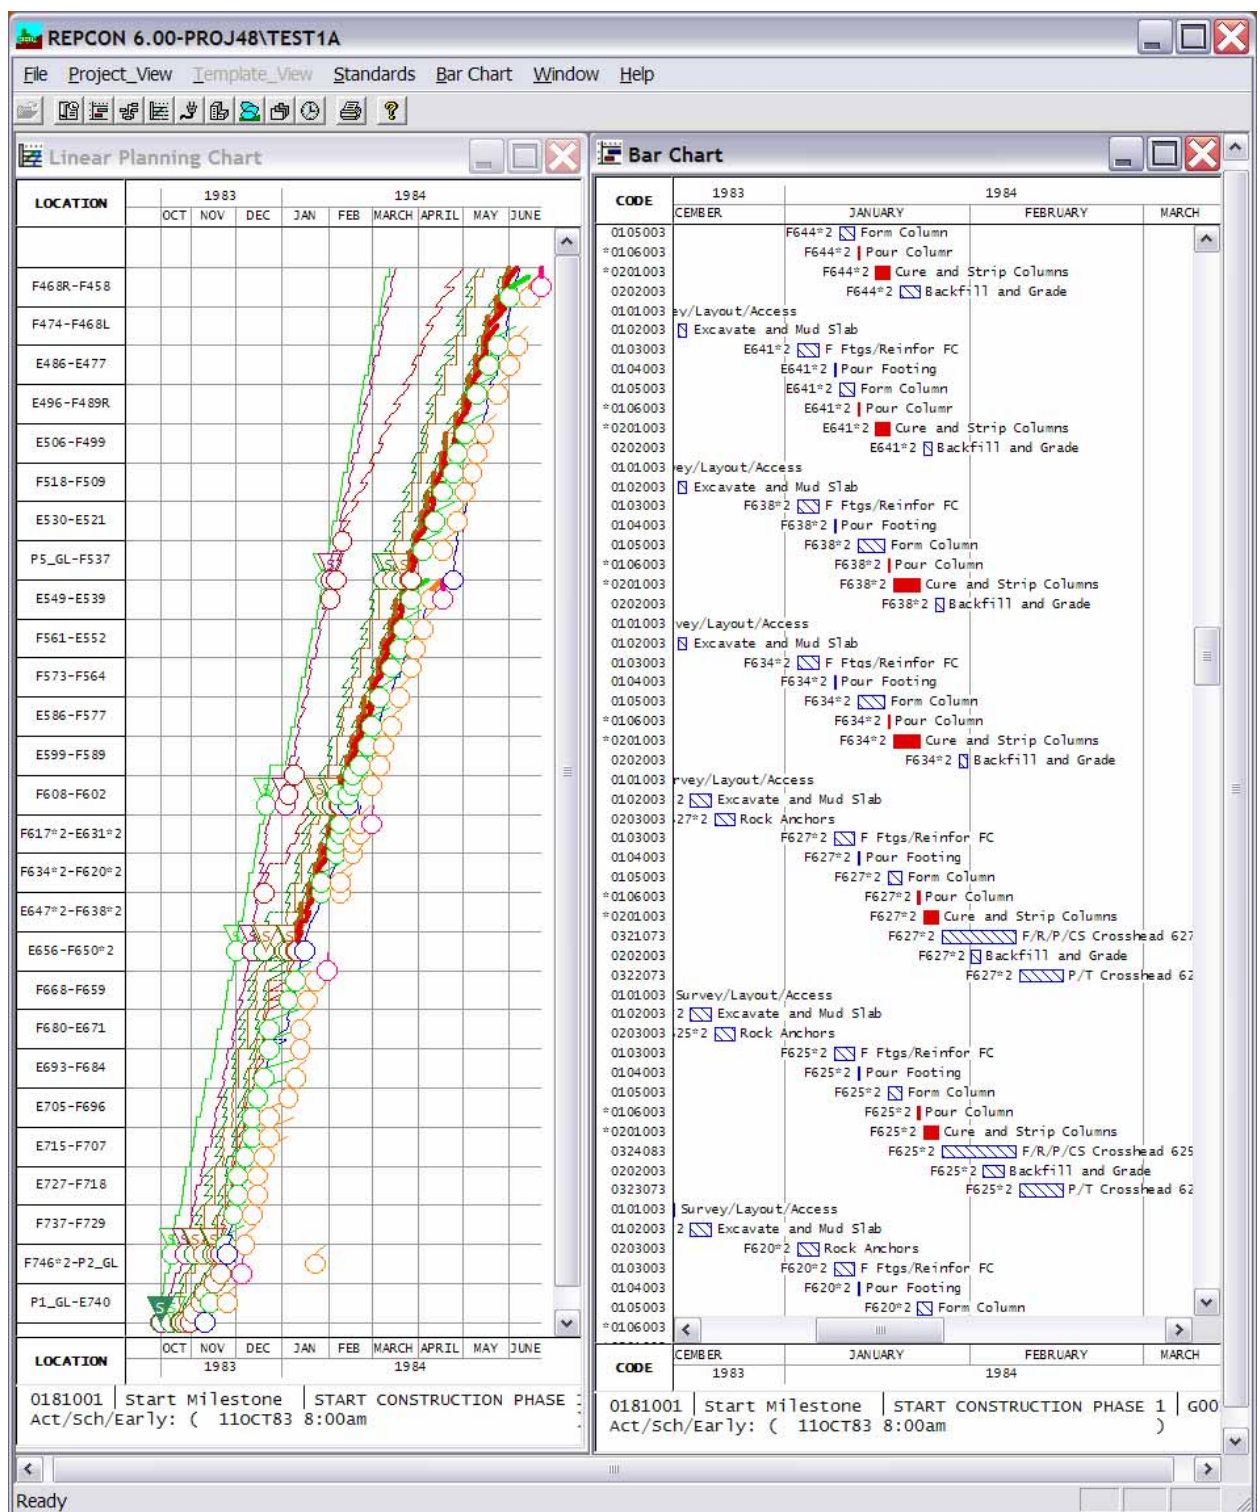 REPCON 6.00-PROJ48\TEST1A
File Project_View Template_View Standards Bar Chart Window Help
Linear Planning Chart
LOCATION
1983 1984
OCT NOV DEC JAN FEB MARCH APRIL MAY JUNE
F468R-F458
F474-F468L
E486-E477
E496-F489R
E506-F499
F518-F509
E530-E521
P5_GL-F537
E549-E539
F561-E552
F573-F564
E586-F577
E599-F589
F608-F602
F617*2-E631*2
F634*2-F620*2
E647*2-F638*2
E656-F650*2
F668-F659
F680-E671
E693-F684
E705-F696
E715-F707
E727-F718
F737-F729
F746*2-P2_GL
P1_GL-E740
LOCATION
OCT NOV DEC JAN FEB MARCH APRIL MAY JUNE
1983 1984
0181001 Start Milestone START CONSTRUCTION PHASE
Act/Sch/Early: ( 11OCT83 8:00am
Bar Chart
CODE
1983 1984
CEMBER JANUARY FEBRUARY MARCH
0105003 F644*2 Form Column
*0106003 F644*2 Pour Columr
*0201003 F644*2 Cure and Strip Columns
0202003 F644*2 Backfill and Grade
0101003 ey/Layout/Access
0102003 Excavate and Mud Slab
0103003 E641*2 F Ftgs/Reinfor FC
0104003 E641*2 Pour Footing
0105003 E641*2 Form Column
*0106003 E641*2 Pour Columr
*0201003 E641*2 Cure and Strip Columns
0202003 E641*2 Backfill and Grade
0101003 ey/Layout/Access
0102003 Excavate and Mud Slab
0103003 F638*2 F Ftgs/Reinfor FC
0104003 F638*2 Pour Footing
0105003 F638*2 Form Column
*0106003 F638*2 Pour Column
*0201003 F638*2 Cure and Strip Columns
0202003 F638*2 Backfill and Grade
0101003 vey/Layout/Access
0102003 Excavate and Mud Slab
0103003 F634*2 F Ftgs/Reinfor FC
0104003 F634*2 Pour Footing
0105003 F634*2 Form Column
*0106003 F634*2 Pour Column
*0201003 F634*2 Cure and Strip Columns
0202003 F634*2 Backfill and Grade
0101003 rvey/Layout/Access
0102003 2 Excavate and Mud Slab
0203003 27*2 Rock Anchors
0103003 F627*2 F Ftgs/Reinfor FC
0104003 F627*2 Pour Footing
0105003 F627*2 Form Column
*0106003 F627*2 Pour Column
*0201003 F627*2 Cure and Strip Columns
0321073 F627*2 F/R/P/CS Crosshead 627
0202003 F627*2 Backfill and Grade
0322073 F627*2 P/T Crosshead 62
0101003 Survey/Layout/Access
0102003 2 Excavate and Mud Slab
0203003 25*2 Rock Anchors
0103003 F625*2 F Ftgs/Reinfor FC
0104003 F625*2 Pour Footing
0105003 F625*2 Form Column
*0106003 F625*2 Pour Column
*0201003 F625*2 Cure and Strip Columns
0324083 F625*2 F/R/P/CS Crosshead 625
0202003 F625*2 Backfill and Grade
0323073 F625*2 P/T Crosshead 62
0101003 Survey/Layout/Access
0102003 2 Excavate and Mud Slab
0203003 F620*2 Rock Anchors
0103003 F620*2 F Ftgs/Reinfor FC
0104003 F620*2 Pour Footing
0105003 F620*2 Form Column
*0106003
CODE
CEMBER JANUARY FEBRUARY MARCH
1983 1984
0181001 Start Milestone START CONSTRUCTION PHASE 1 G00
Act/Sch/Early: ( 11OCT83 8:00am )
Ready